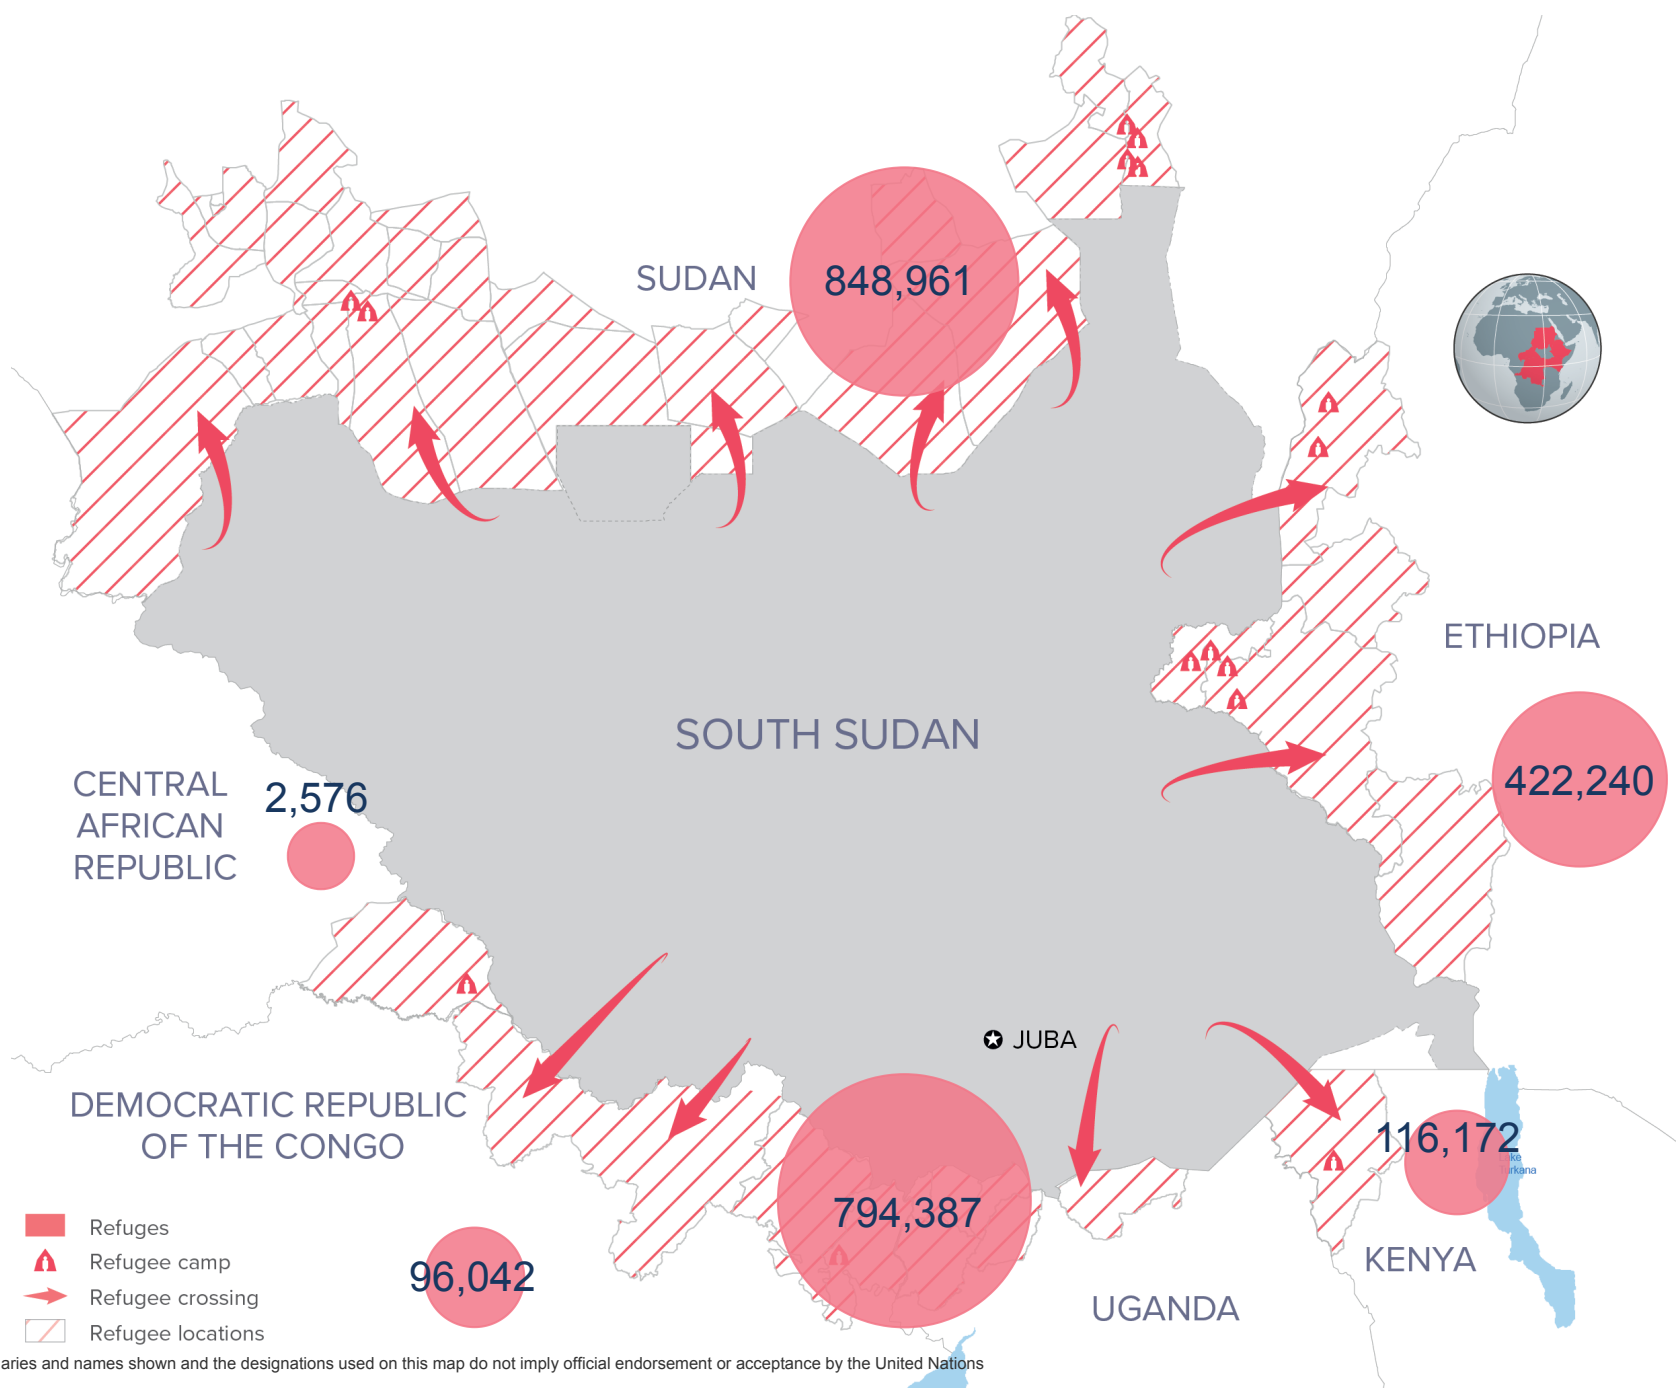 SUDAN
848,961
ETHIOPIA
SOUTH SUDAN
422,240
CENTRAL
AFRICAN
REPUBLIC
2,576
JUBA
DEMOCRATIC REPUBLIC
OF THE CONGO
116,172
Lake
Turkana
794,387
Refuges
Refugee camp
Refugee crossing
Refugee locations
96,042
KENYA
UGANDA
aries and names shown and the designations used on this map do not imply official endorsement or acceptance by the United Nations